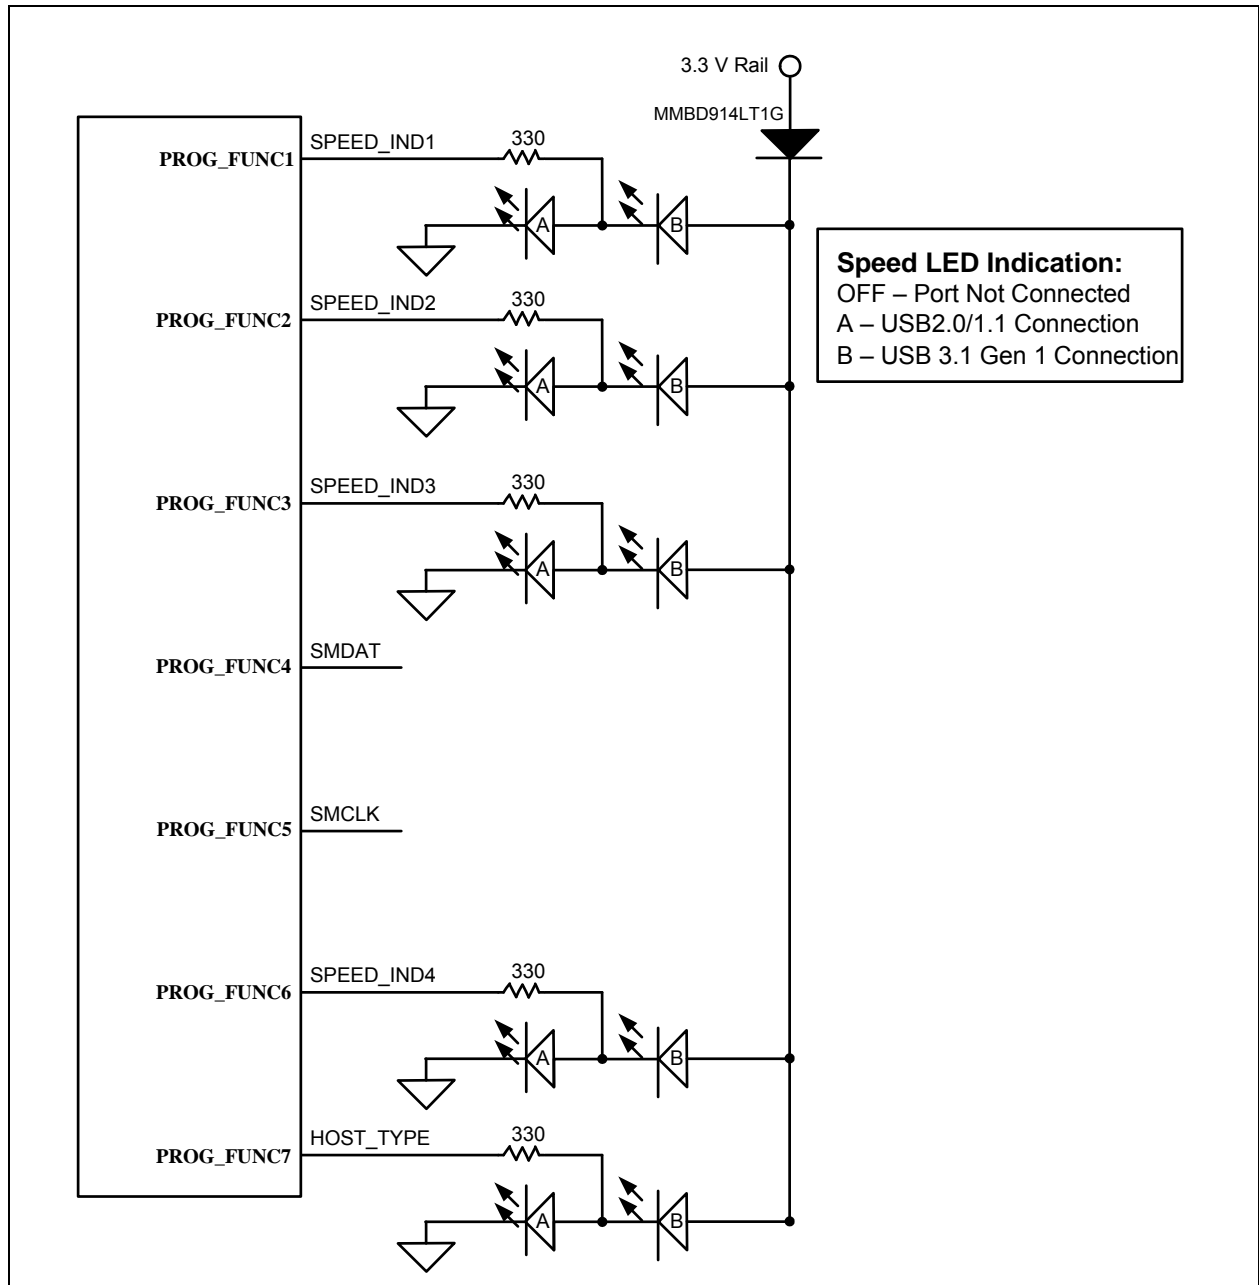 3.3 V Rail
MMBD914LT1G
PROG_FUNC1
SPEED_IND1
330
A
B
Speed LED Indication:
OFF – Port Not Connected
A – USB2.0/1.1 Connection
B – USB 3.1 Gen 1 Connection
PROG_FUNC2
SPEED_IND2
330
A
B
PROG_FUNC3
SPEED_IND3
330
A
B
PROG_FUNC4
SMDAT
PROG_FUNC5
SMCLK
PROG_FUNC6
SPEED_IND4
330
A
B
PROG_FUNC7
HOST_TYPE
330
A
B